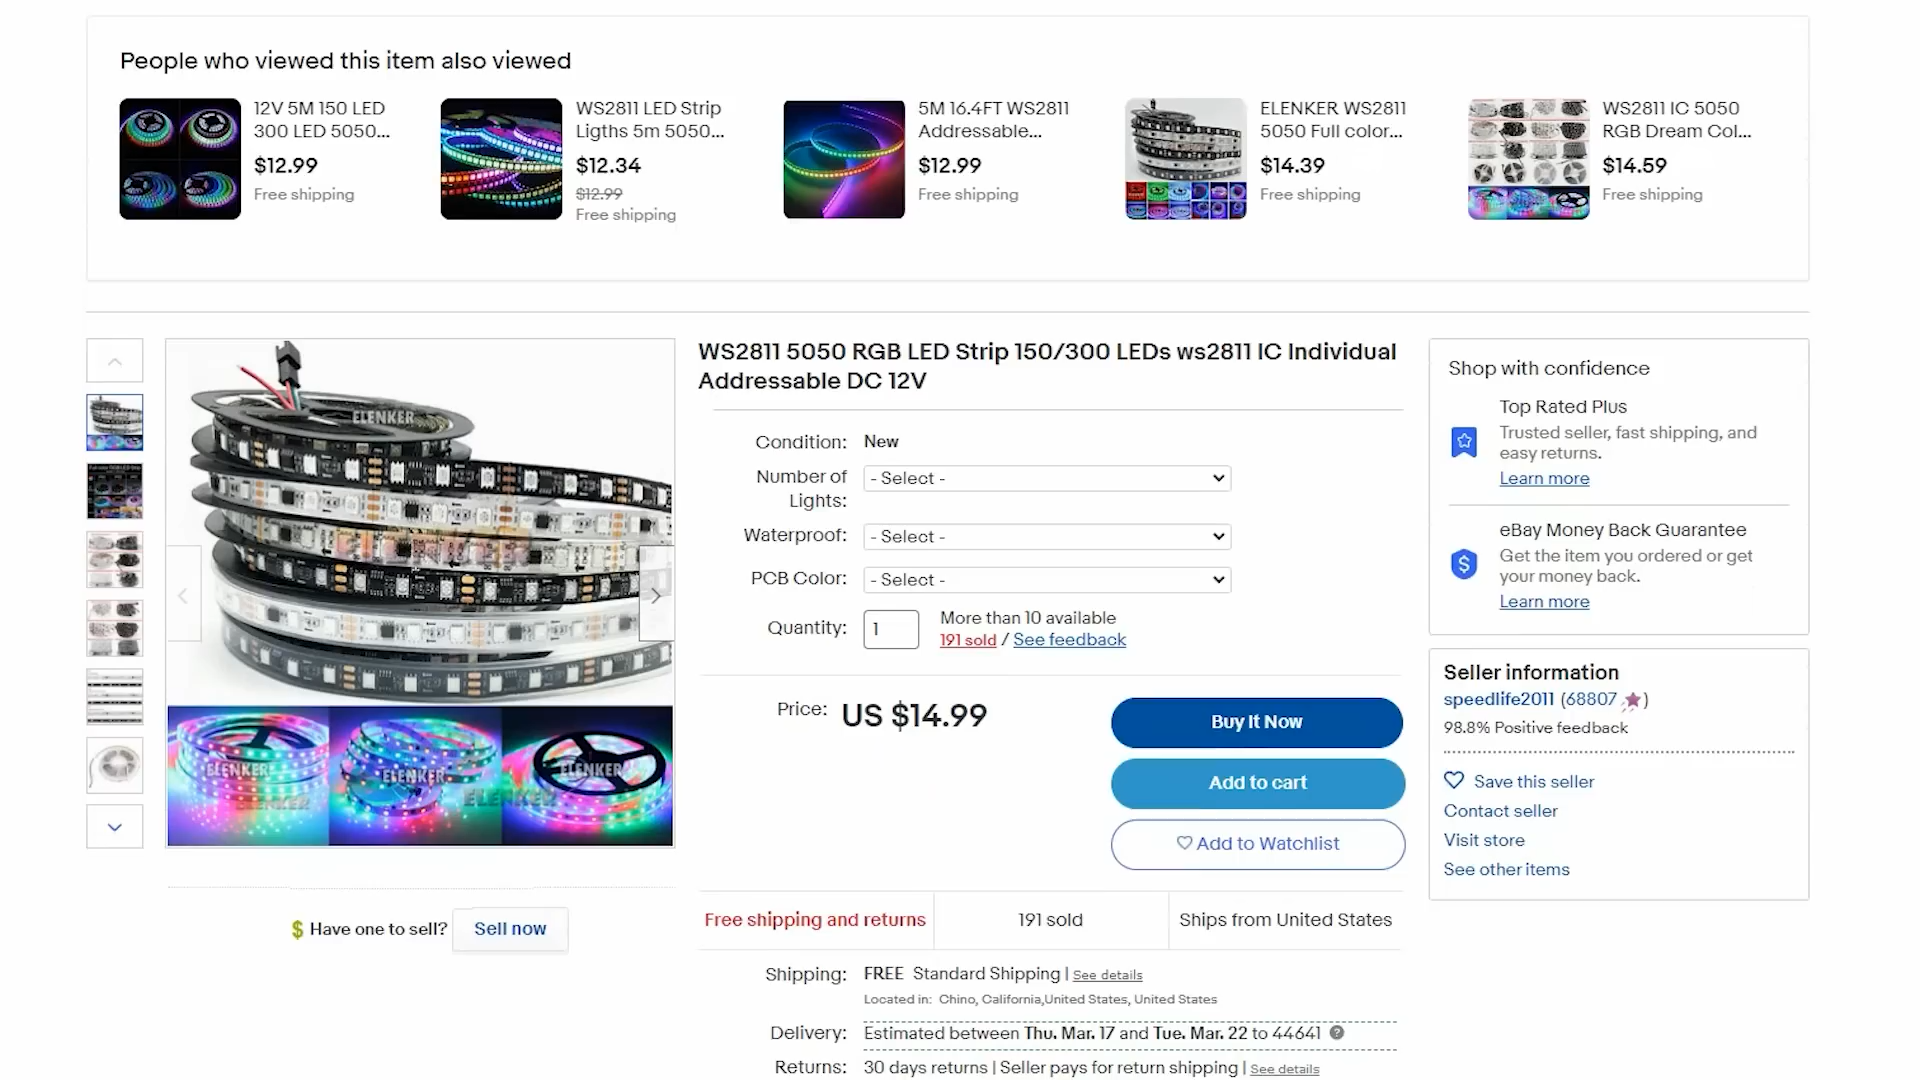 People who viewed this item also viewed
12V 5M 150 LED
300 LED 5050...
$12.99
Free shipping
WS2811 LED Strip
Ligths 5m 5050...
$12.34
$12.99
Free shipping
5M 16.4FT WS2811
Addressable...
$12.99
Free shipping
ELENKER WS2811
5050 Full color...
$14.39
Free shipping
WS2811 IC 5050
RGB Dream Col...
$14.59
Free shipping
ELENKER
ELENKER
ELENKER
ELENKER
ELENKER
ELENKER
$ Have one to sell?
Sell now
WS2811 5050 RGB LED Strip 150/300 LEDs ws2811 IC Individual
Addressable DC 12V
Condition: New
Number of
Lights: - Select -
Waterproof: - Select -
PCB Color: - Select -
Quantity: 1
More than 10 available
191 sold / See feedback
Price: US $14.99
Buy It Now
Add to cart
Add to Watchlist
Free shipping and returns
191 sold
Ships from United States
Shipping: FREE Standard Shipping | See details
Located in: Chino, California,United States, United States
Delivery: Estimated between Thu. Mar. 17 and Tue. Mar. 22 to 44641 ?
Returns: 30 days returns | Seller pays for return shipping | See details
Shop with confidence
Top Rated Plus
Trusted seller, fast shipping, and
easy returns.
Learn more
eBay Money Back Guarantee
Get the item you ordered or get
your money back.
Learn more
Seller information
speedlife2011 (68807)
98.8% Positive feedback
Save this seller
Contact seller
Visit store
See other items